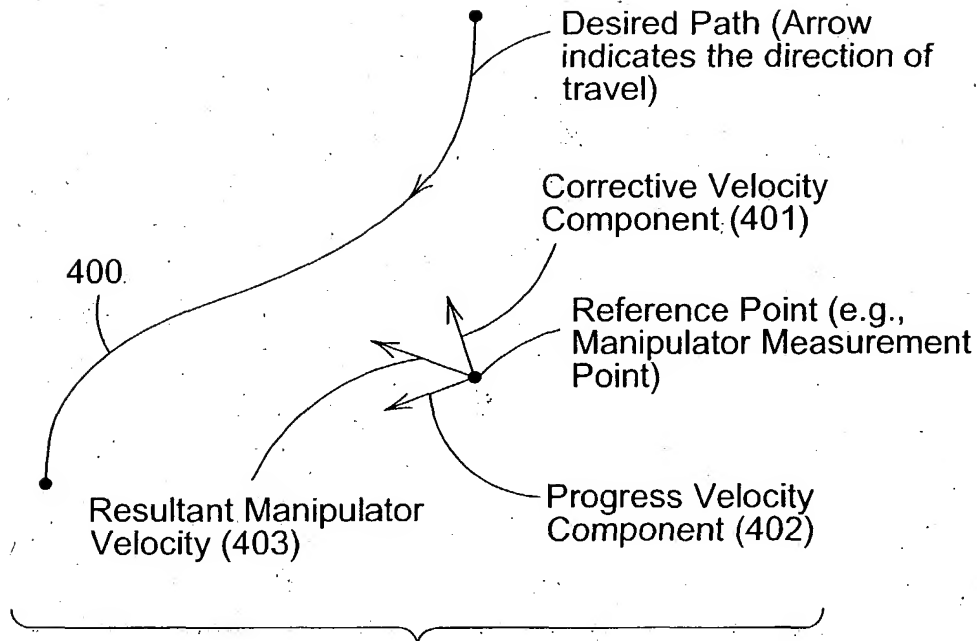 Desired Path (Arrow
indicates the direction of
travel)
Corrective Velocity
Component (401)
400
Reference Point (e.g.,
Manipulator Measurement
Point)
Resultant Manipulator
Velocity (403)
Progress Velocity
Component (402)